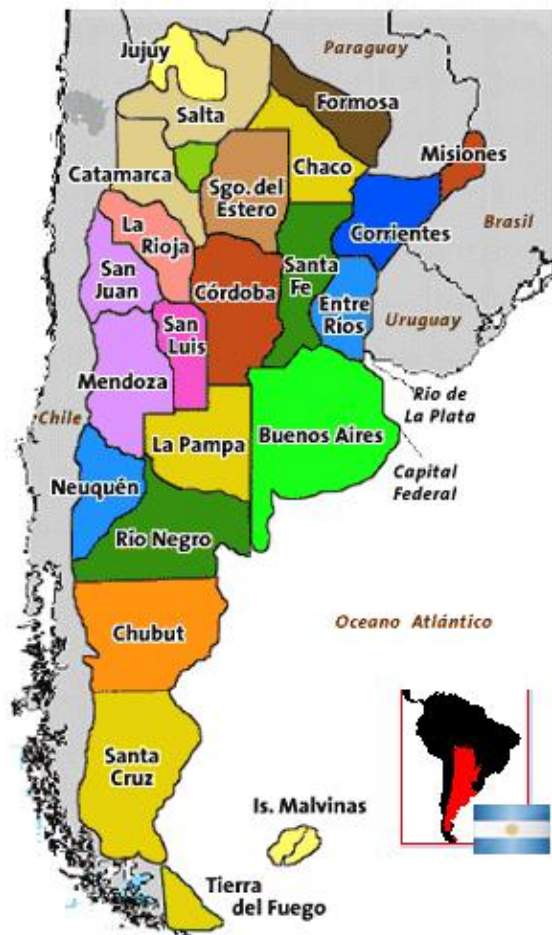 Jujuy
Paraguay
Formosa
Salta
Misiones
Chaco
Catamarca
Sgo. del
Estero
Brasil
La
Rioja
Corrientes
San
Juan
Santa
Fe
Córdoba
Entre
Ríos
San
Luis
Uruguay
Mendoza
Rio de
La Plata
Chile
Buenos Aires
La Pampa
Capital
Federal
Neuquén
Río Negro
Oceano Atlántico
Chubut
Santa
Cruz
Is. Malvinas
Tierra
del Fuego